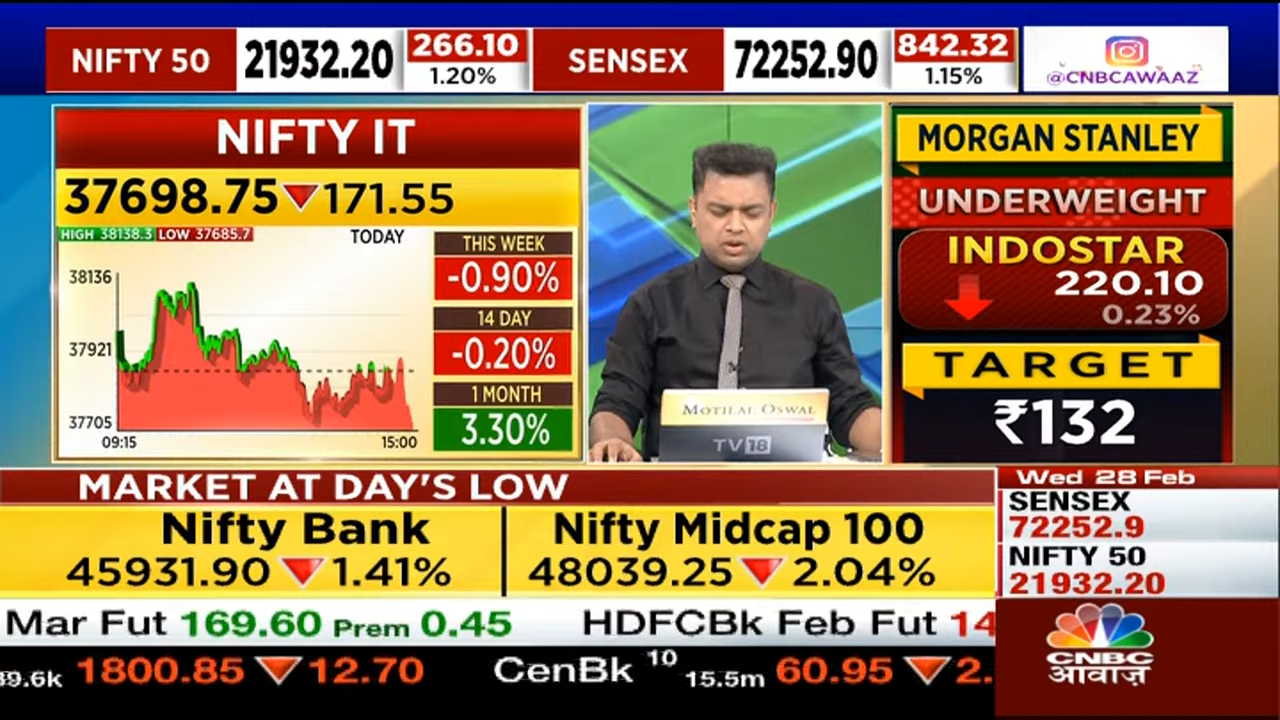 NIFTY 50 21932.20 266.10 1.20% SENSEX 72252.90 842.32 1.15% @CNBCAWAAZ
NIFTY IT
37698.75 171.55
HIGH 38138.3 LOW 37685.7 TODAY
38136
37921
37705
09:15 15:00
THIS WEEK
-0.90%
14 DAY
-0.20%
1 MONTH
3.30%
MOTILAL OSWAL
TV18
MORGAN STANLEY
UNDERWEIGHT
INDOSTAR
220.10
0.23%
TARGET
₹132
MARKET AT DAY'S LOW
Nifty Bank
45931.90 1.41%
Nifty Midcap 100
48039.25 2.04%
Wed 28 Feb
SENSEX
72252.9
NIFTY 50
21932.20
Mar Fut 169.60 Prem 0.45 HDFCBk Feb Fut 14
39.6k 1800.85 12.70 CenBk 10 15.5m 60.95 2.
CNBC
आवाज़